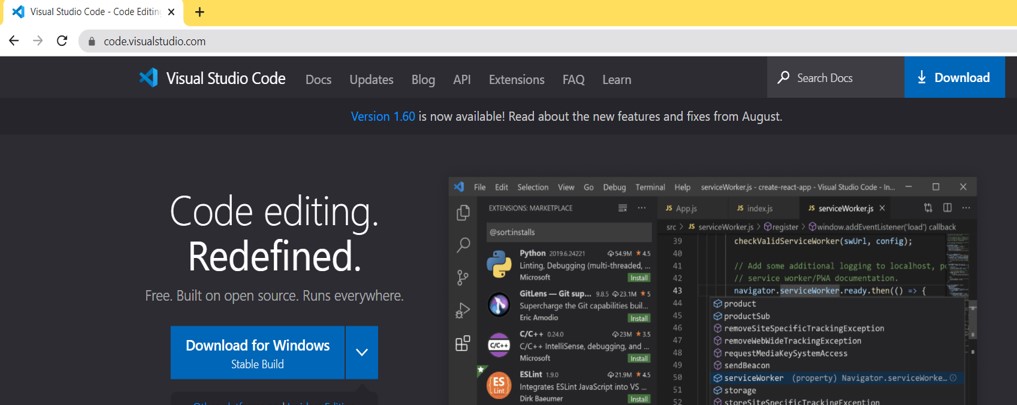 Visual Studio Code - Code Editin
code.visualstudio.com
Visual Studio Code Docs Updates Blog API Extensions FAQ Learn Search Docs Download
Version 1.60 is now available! Read about the new features and fixes from August.
Code editing.
Redefined.
Free. Built on open source. Runs everywhere.
Download for Windows
Stable Build
File Edit Selection View Go Debug Terminal Help serviceWorker.js - create-react-app - Visual Studio Code - In...
EXTENSIONS: MARKETPLACE
@sort:installs
Python 2019.6.24221 54.9M 4.5
Linting, Debugging (multi-threaded, ...
Microsoft Install
GitLens — Git sup... 9.8.5 23.1M 5
Supercharge the Git capabilities buil...
Eric Amodio Install
C/C++ 0.24.0 23M 3.5
C/C++ IntelliSense, debugging, and ...
Microsoft Install
ESLint 1.9.0 21.9M 4.5
Integrates ESLint JavaScript into VS ...
Dirk Baeumer Install
JS App.js JS index.js JS serviceWorker.js
src > JS serviceWorker.js > register > window.addEventListener('load') callback
39 checkValidServiceWorker(swUrl, config);
40
41 // Add some additional logging to localhost, p
42 // service worker/PWA documentation.
43 navigator.serviceWorker.ready.then(() => {
44 product
45 productSub
46 removeSiteSpecificTrackingException
47 removeWebWideTrackingException
48 requestMediaKeySystemAccess
49 sendBeacon
50 serviceWorker (property) Navigator.serviceWorke...
51 storage
52 storeSiteSpecificTrackingException